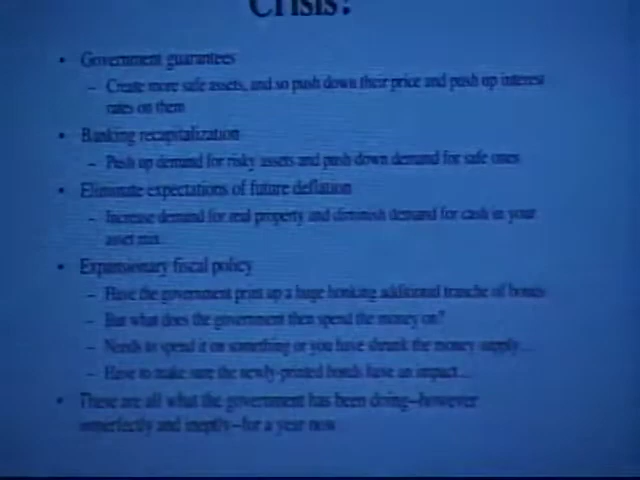 Crisis?
• Government guarantees
– Create more safe assets, and so push down their price and push up interest
rates on them
• Banking recapitalization
– Push up demand for risky assets and push down demand for safe ones
• Eliminate expectations of future deflation
– Increase demand for real property and diminish demand for cash in your
asset mix
• Expansionary fiscal policy
– Have the government print up a huge honking additional tranche of bonds
– But what does the government then spend the money on?
– Needs to spend it on something or you have shrunk the money supply...
– Have to make sure the newly-printed bonds have an impact...
• These are all what the government has been doing--however
imperfectly and ineptly--for a year now